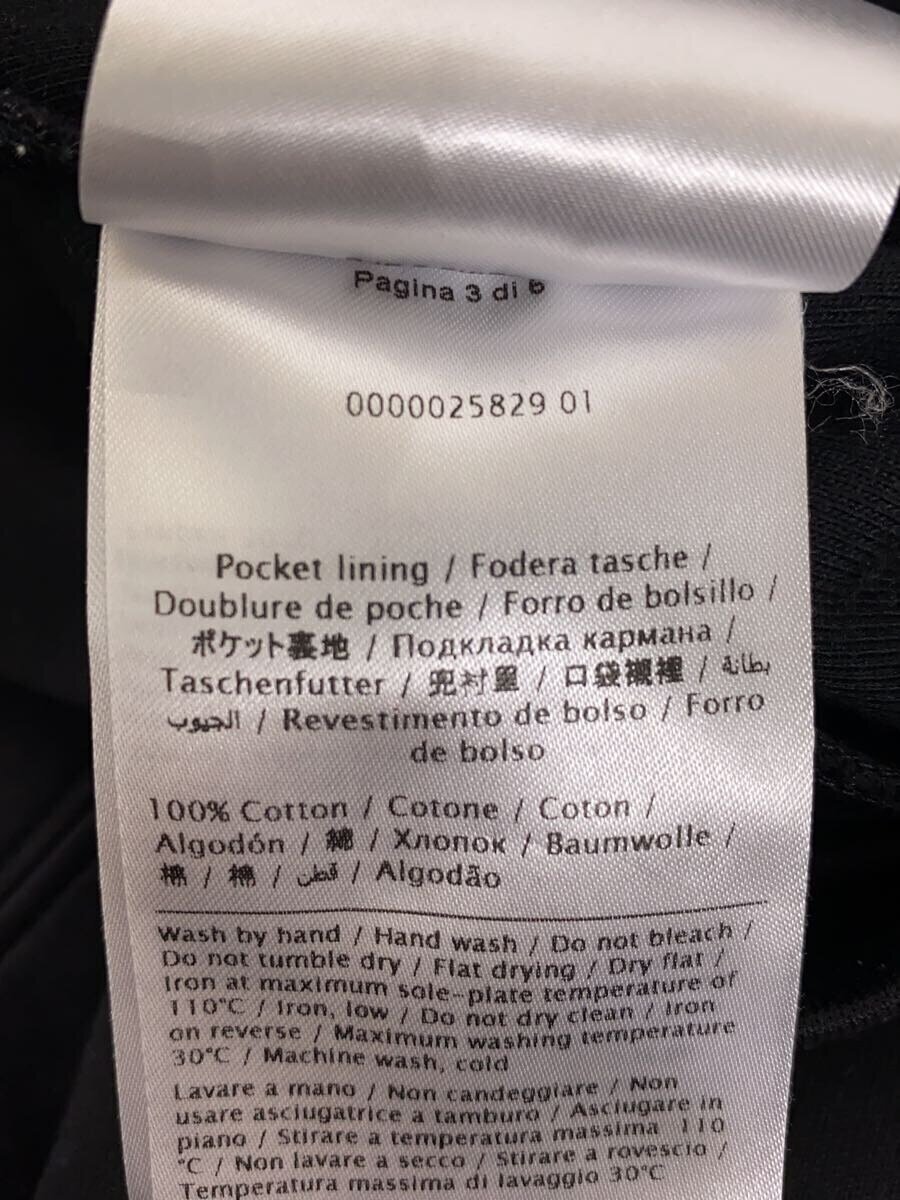 Pagina 3 di 6
0000025829 01
Pocket lining / Fodera tasche /
Doublure de poche / Forro de bolsillo /
ポケット裏地 / Подкладка кармана /
Taschenfutter / 兜衬里 / 口袋襯裡 / بطانة
الجيوب / Revestimento de bolso / Forro
de bolso
100% Cotton / Cotone / Coton /
Algodón / 綿 / Хлопок / Baumwolle /
棉 / 棉 / قطن / Algodão
Wash by hand / Hand wash / Do not bleach /
Do not tumble dry / Flat drying / Dry flat /
Iron at maximum sole-plate temperature of
110°C / Iron, low / Do not dry clean / Iron
on reverse / Maximum washing temperature
30°C / Machine wash, cold
Lavare a mano / Non candeggiare / Non
usare asciugatrice a tamburo / Asciugare in
piano / Stirare a temperatura massima 110
°C / Non lavare a secco / Stirare a rovescio /
Temperatura massima di lavaggio 30°C